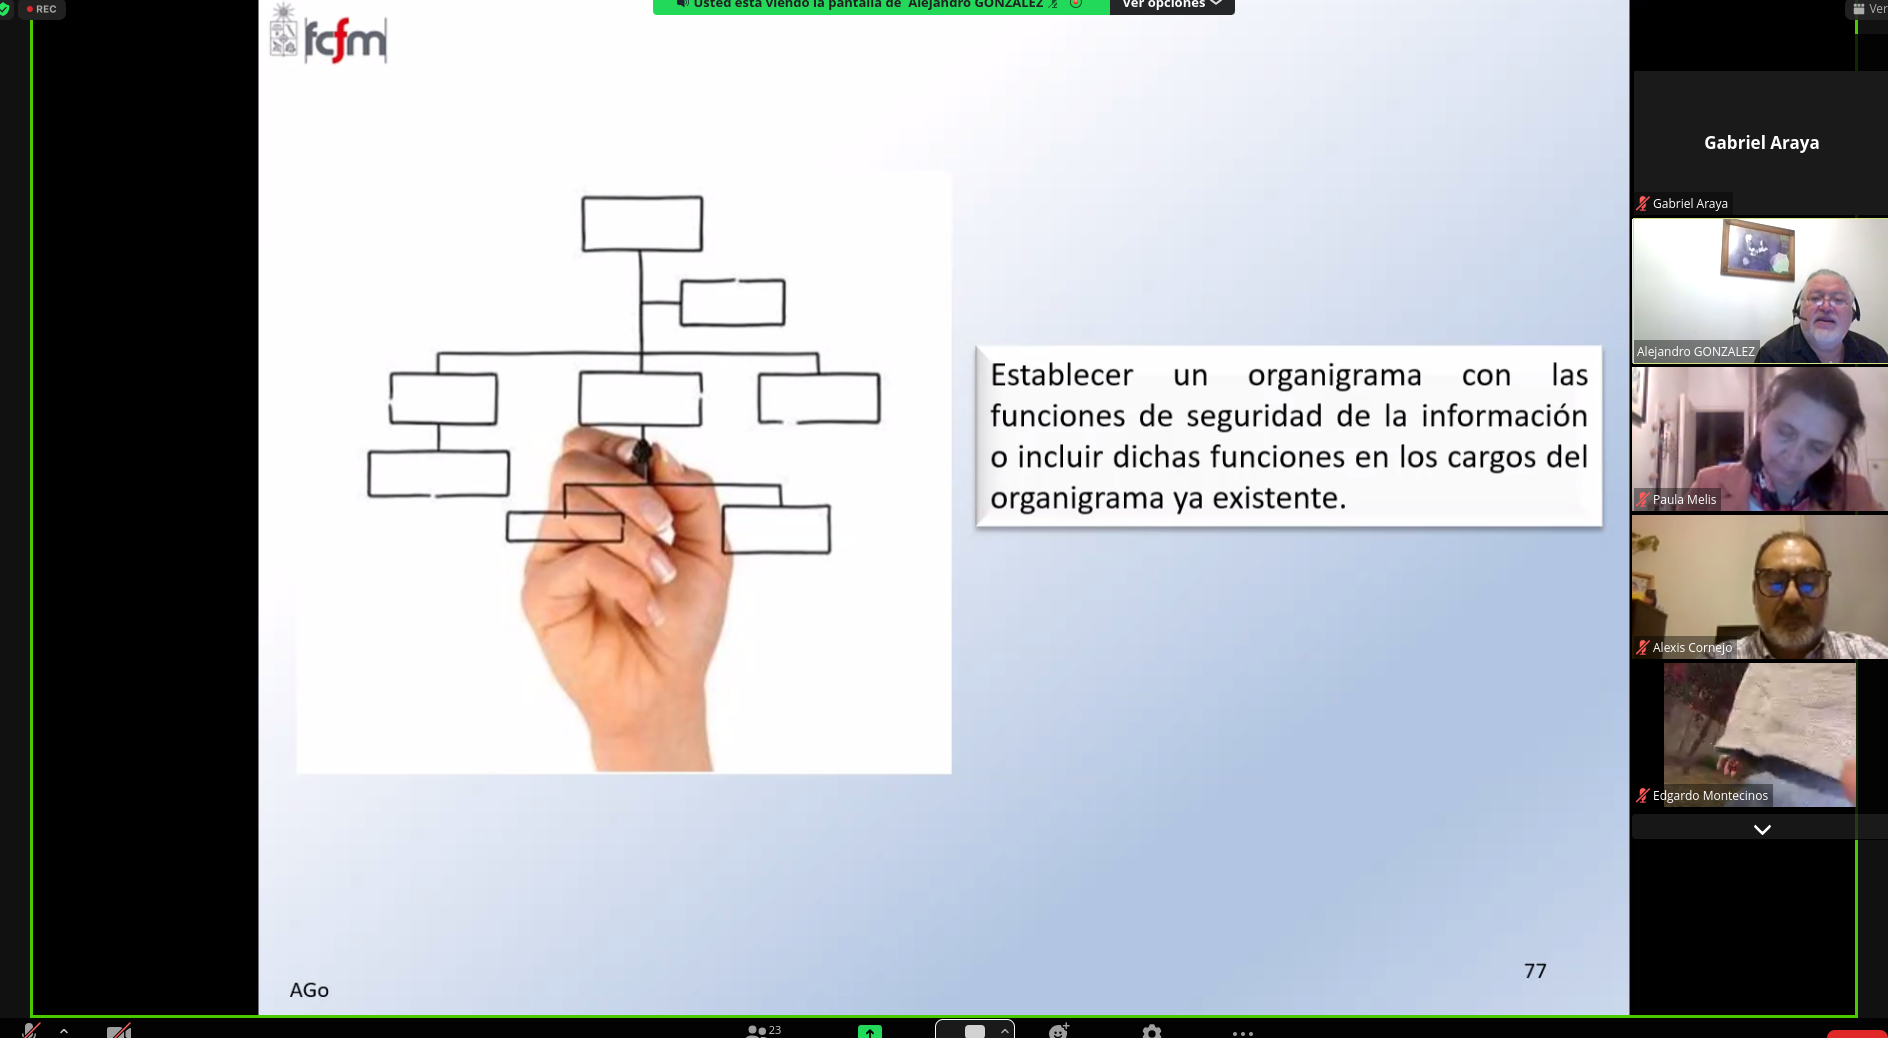 REC
Usted está viendo la pantalla de Alejandro GONZALEZ
Ver opciones
Ver
fcfm
Establecer un organigrama con las
funciones de seguridad de la información
o incluir dichas funciones en los cargos del
organigrama ya existente.
77
AGo
Gabriel Araya
Gabriel Araya
Alejandro GONZALEZ
Paula Melis
Alexis Cornejo
Edgardo Montecinos
23